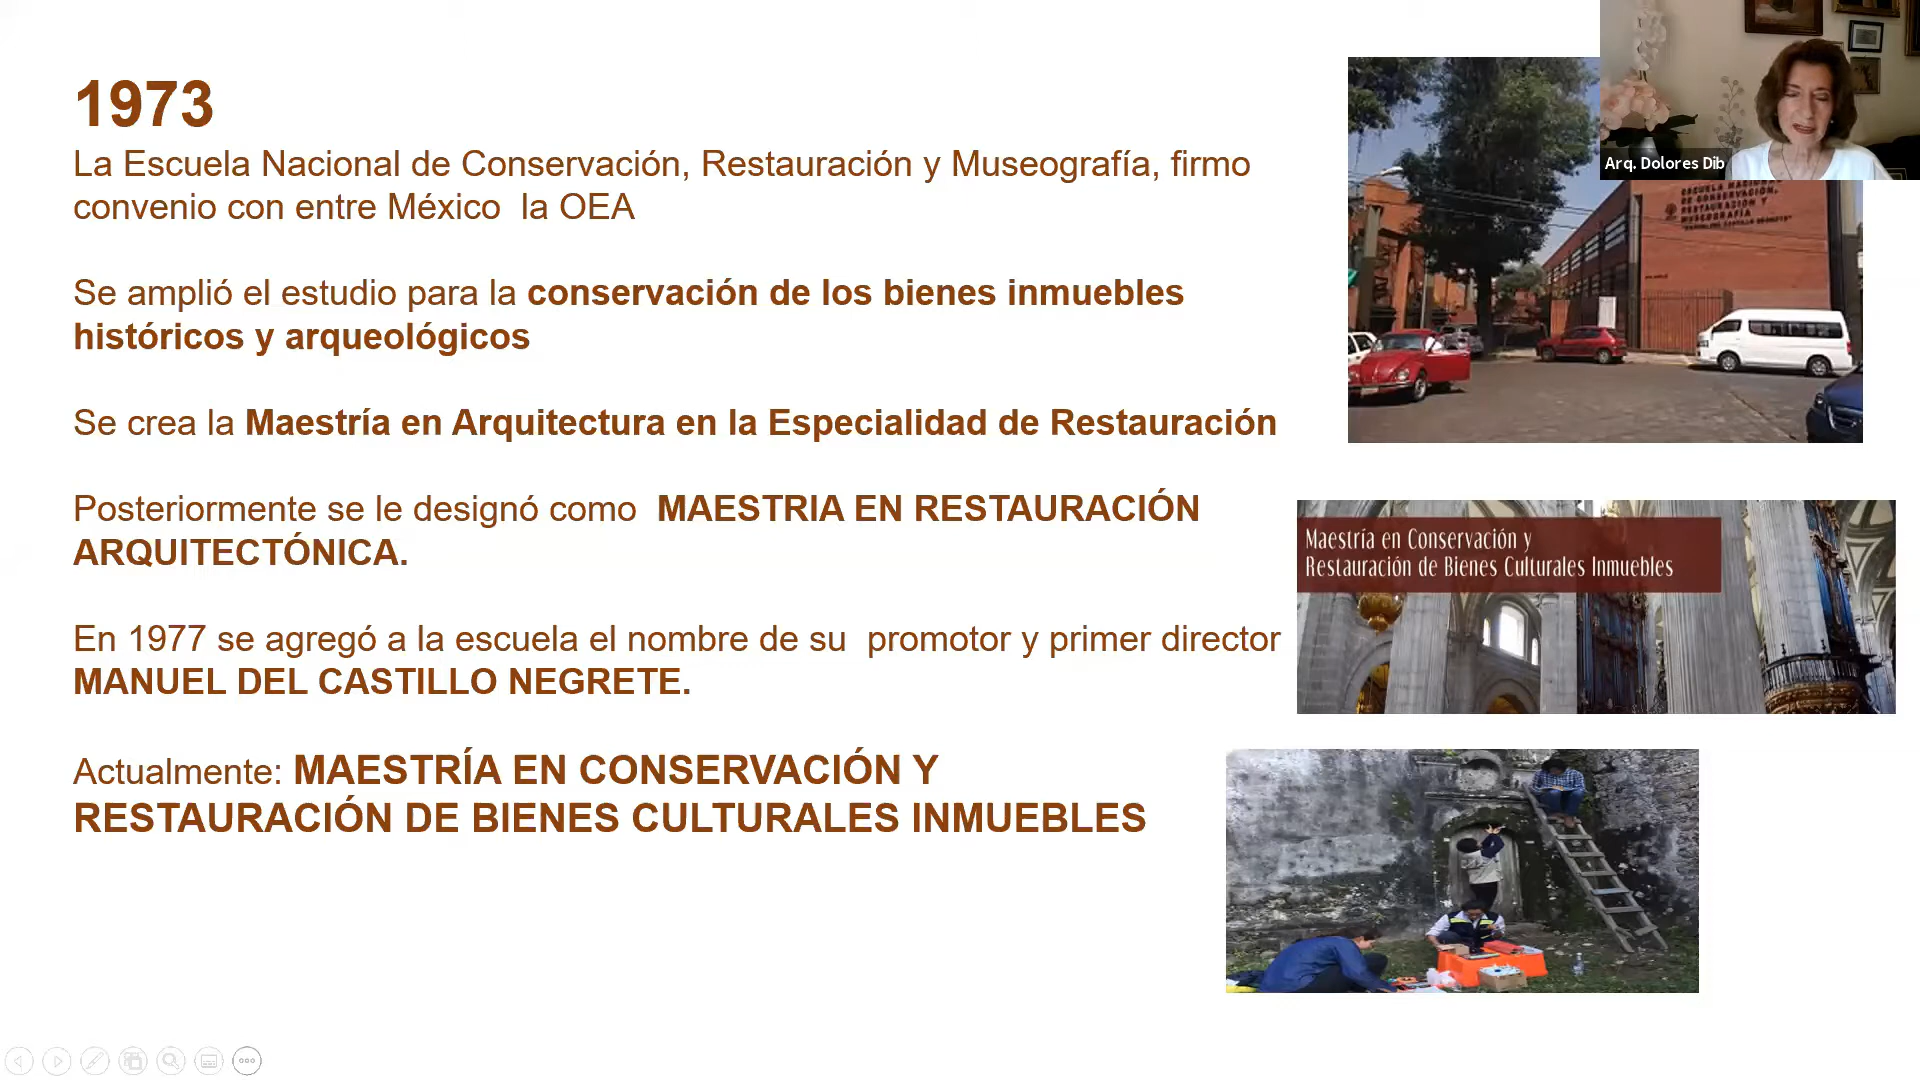 1973
La Escuela Nacional de Conservación, Restauración y Museografía, firmo
convenio con entre México  la OEA
Se amplió el estudio para la conservación de los bienes inmuebles
históricos y arqueológicos
Se crea la Maestría en Arquitectura en la Especialidad de Restauración
Posteriormente se le designó como  MAESTRIA EN RESTAURACIÓN
ARQUITECTÓNICA.
En 1977 se agregó a la escuela el nombre de su  promotor y primer director
MANUEL DEL CASTILLO NEGRETE.
Actualmente: MAESTRÍA EN CONSERVACIÓN Y
RESTAURACIÓN DE BIENES CULTURALES INMUEBLES
Arq. Dolores Dib
ESCUELA NACIONAL
DE CONSERVACIÓN,
RESTAURACIÓN Y
MUSEOGRAFÍA
Maestría en Conservación y
Restauración de Bienes Culturales Inmuebles